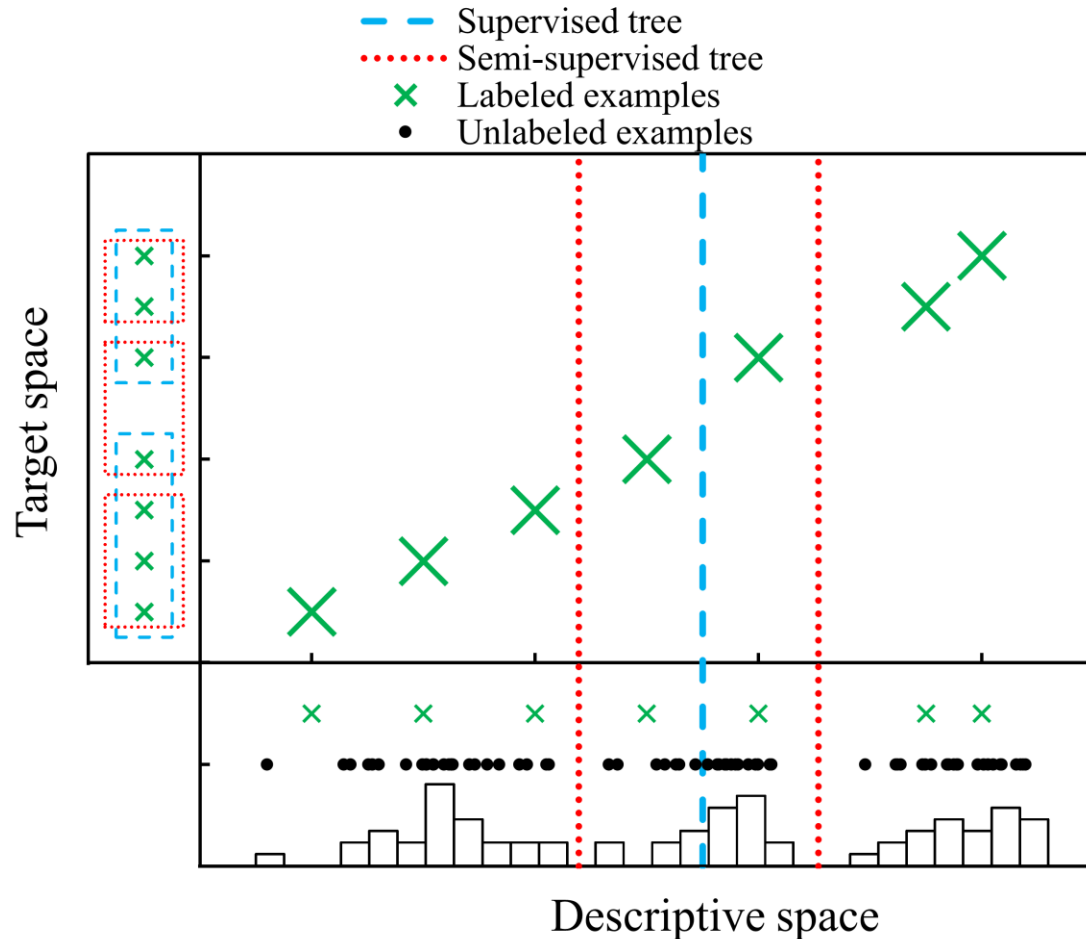 Supervised tree
Semi-supervised tree
Labeled examples
Unlabeled examples
Target space
Descriptive space